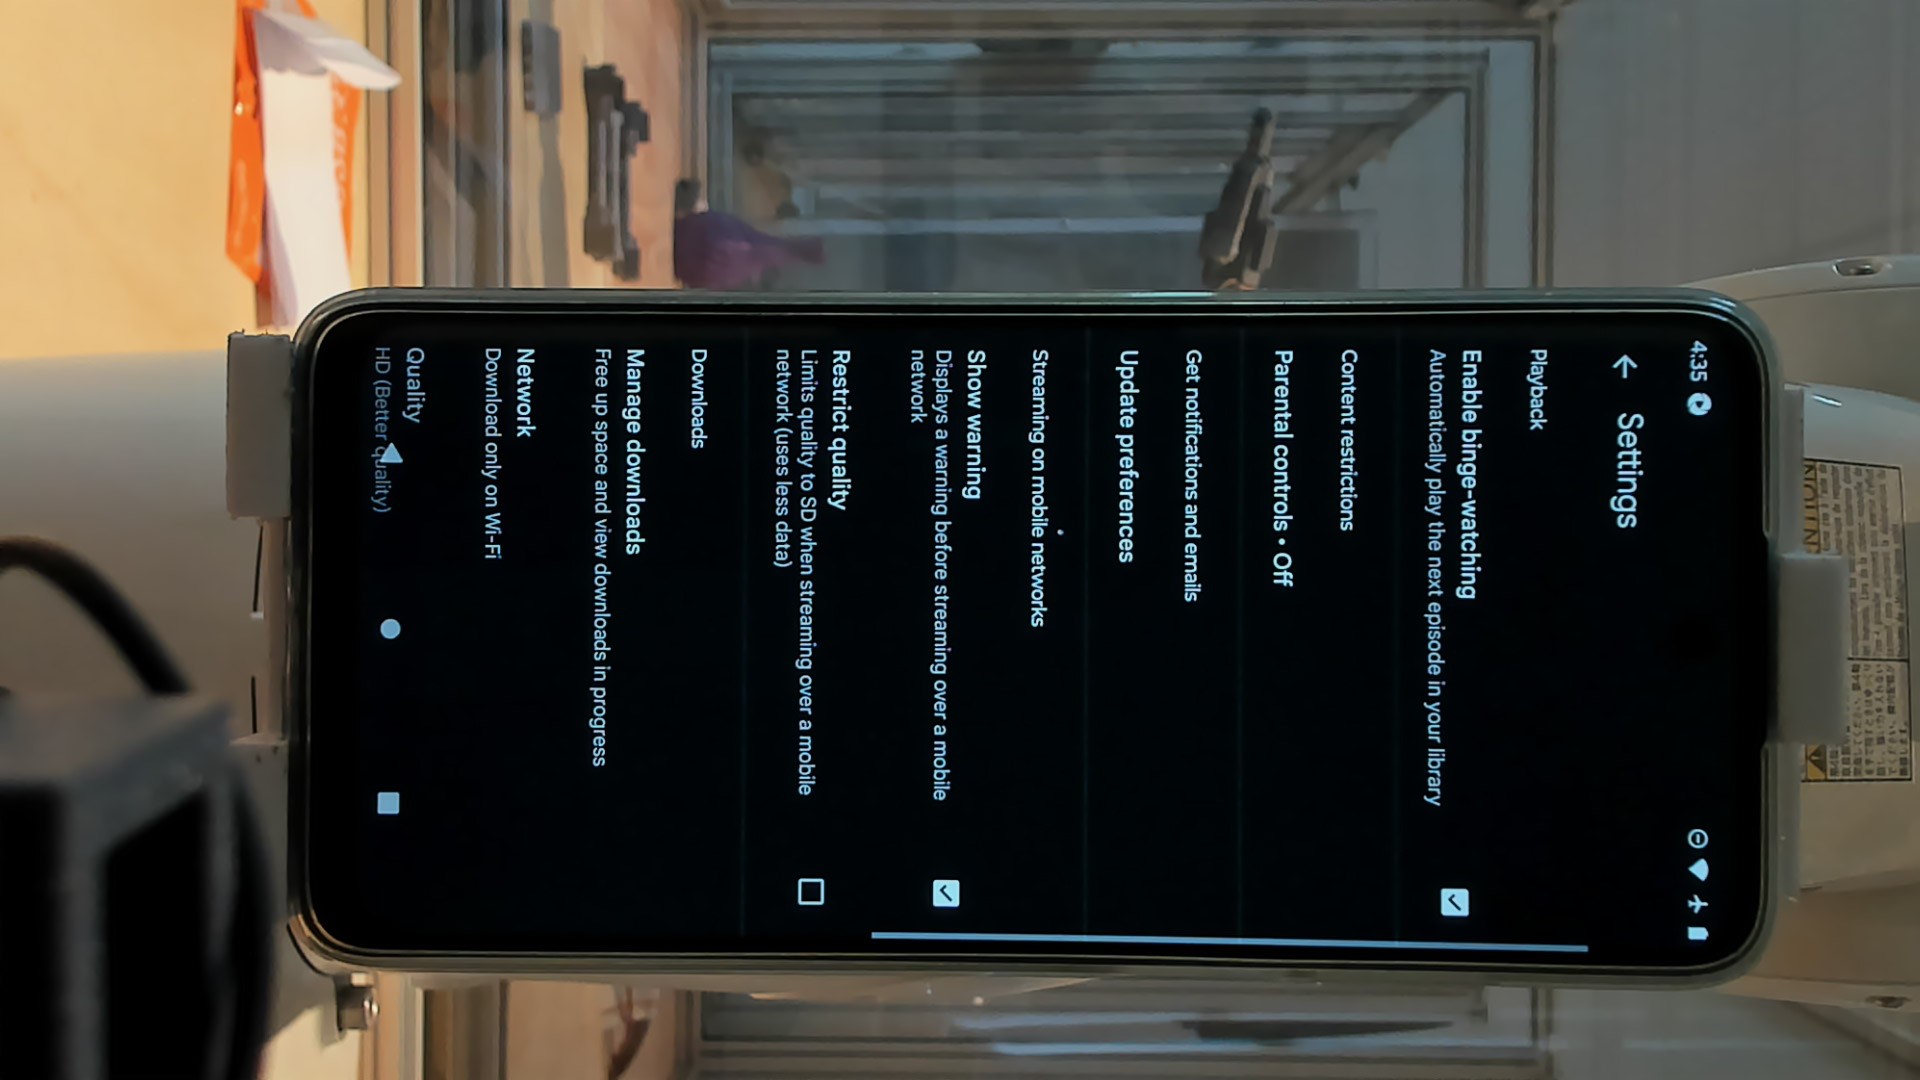 4:35
Settings
Playback
Enable binge-watching
Automatically play the next episode in your library
Content restrictions
Parental controls • Off
Get notifications and emails
Update preferences
Streaming on mobile networks
Show warning
Displays a warning before streaming over a mobile
network
Restrict quality
Limits quality to SD when streaming over a mobile
network (uses less data)
Downloads
Manage downloads
Free up space and view downloads in progress
Network
Download only on Wi-Fi
Quality
HD (Better quality)